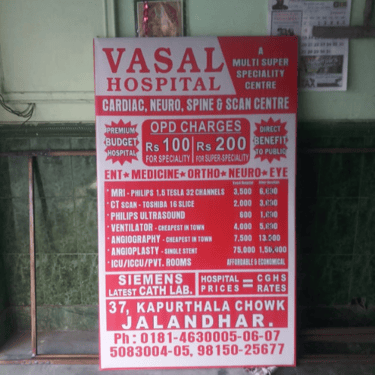 VASAL
HOSPITAL
A
MULTI SUPER
SPECIALITY
CENTRE
CARDIAC, NEURO, SPINE & SCAN CENTRE
PREMIUM
BUDGET
HOSPITAL
OPD CHARGES
Rs 100
FOR SPECIALITY
Rs 200
FOR SUPER-SPECIALITY
DIRECT
BENEFIT
TO PUBLIC
ENT★MEDICINE★ORTHO★NEURO★EYE
• MRI - PHILIPS 1.5 TESLA 32 CHANNELS 3,500
• CT SCAN - TOSHIBA 16 SLICE 2,000
• PHILIPS ULTRASOUND 600
• VENTILATOR - CHEAPEST IN TOWN 4,000
• ANGIOGRAPHY - CHEAPEST IN TOWN 7,500 13,500
• ANGIOPLASTY - SINGLE STENT 75,000
• ICU/ICCU/PVT. ROOMS AFFORDABLE & ECONOMICAL
SIEMENS
LATEST CATH LAB.
HOSPITAL
PRICES
=
CGHS
RATES
37, KAPURTHALA CHOWK
JALANDHAR.
Ph : 0181-4630005-06-07
5083004-05, 98150-25677